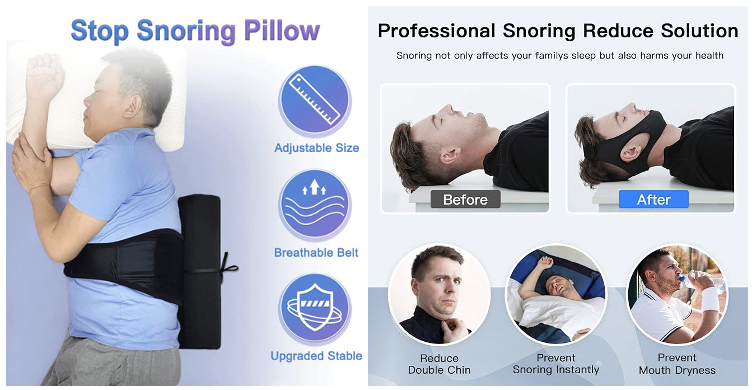 Stop Snoring Pillow
Adjustable Size
Breathable Belt
Upgraded Stable
Professional Snoring Reduce Solution
Snoring not only affects your familys sleep but also harms your health
Before
After
Reduce
Double Chin
Prevent
Snoring Instantly
Prevent
Mouth Dryness